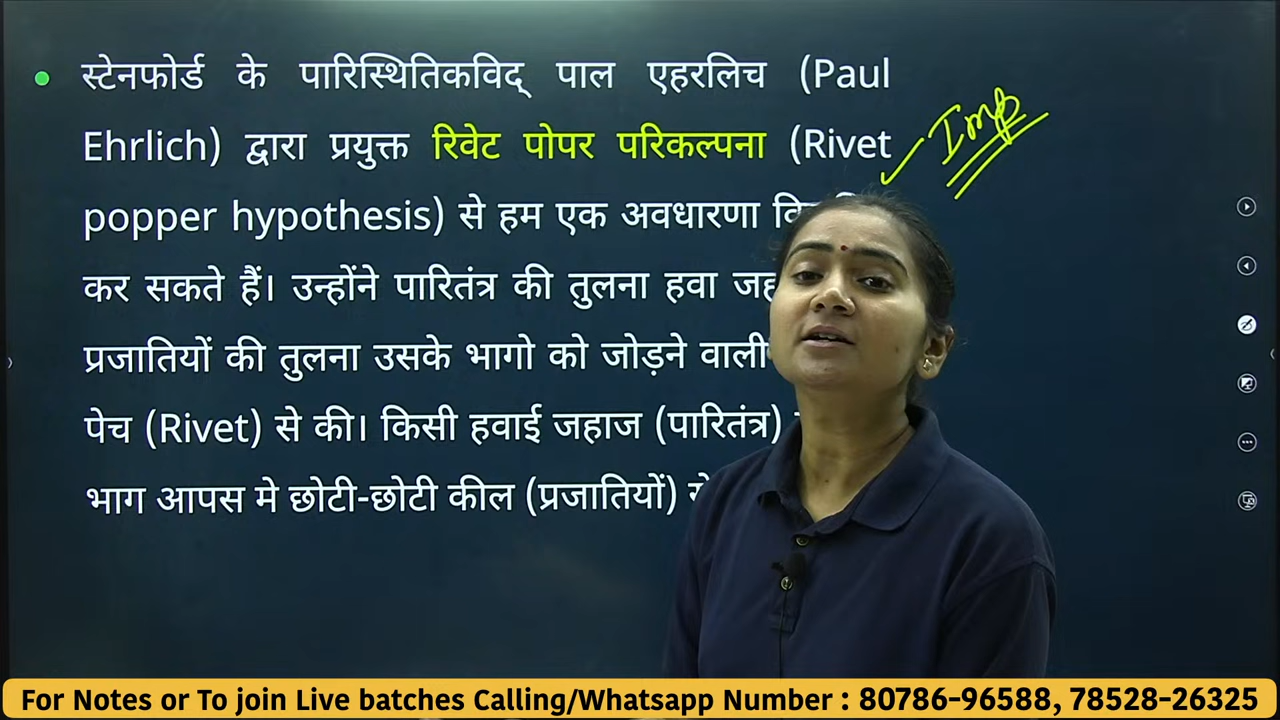 स्टेनफोर्ड के पारिस्थितिकविद् पाल एहरलिच (Paul
Ehrlich) द्वारा प्रयुक्त रिवेट पोपर परिकल्पना (Rivet
Imp
popper hypothesis) से हम एक अवधारणा
कर सकते हैं। उन्होंने पारितंत्र की तुलना हवा
प्रजातियों की तुलना उसके भागो को जोड़ने वाली
पेच (Rivet) से की। किसी हवाई जहाज (पारितंत्र)
भाग आपस मे छोटी-छोटी कील (प्रजातियों)
For Notes or To join Live batches Calling/Whatsapp Number : 80786-96588, 78528-26325